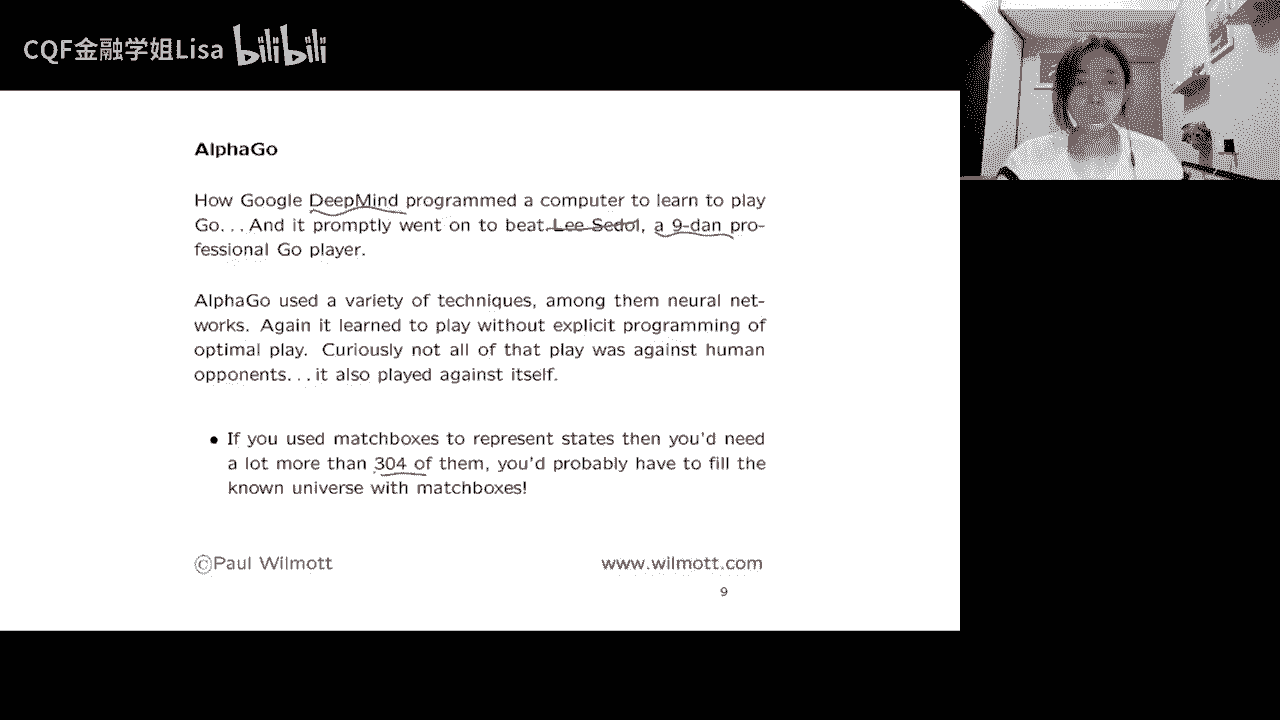 CQF金融学姐Lisa bilibili
AlphaGo
How Google DeepMind programmed a computer to learn to play
Go...And it promptly went on to beat Lee Sedol, a 9-dan pro-
fessional Go player.
AlphaGo used a variety of techniques, among them neural net-
works. Again it learned to play without explicit programming of
optimal play. Curiously not all of that play was against human
opponents...it also played against itself.
• If you used matchboxes to represent states then you'd need
a lot more than 304 of them, you'd probably have to fill the
known universe with matchboxes!
©Paul Wilmott www.wilmott.com
9